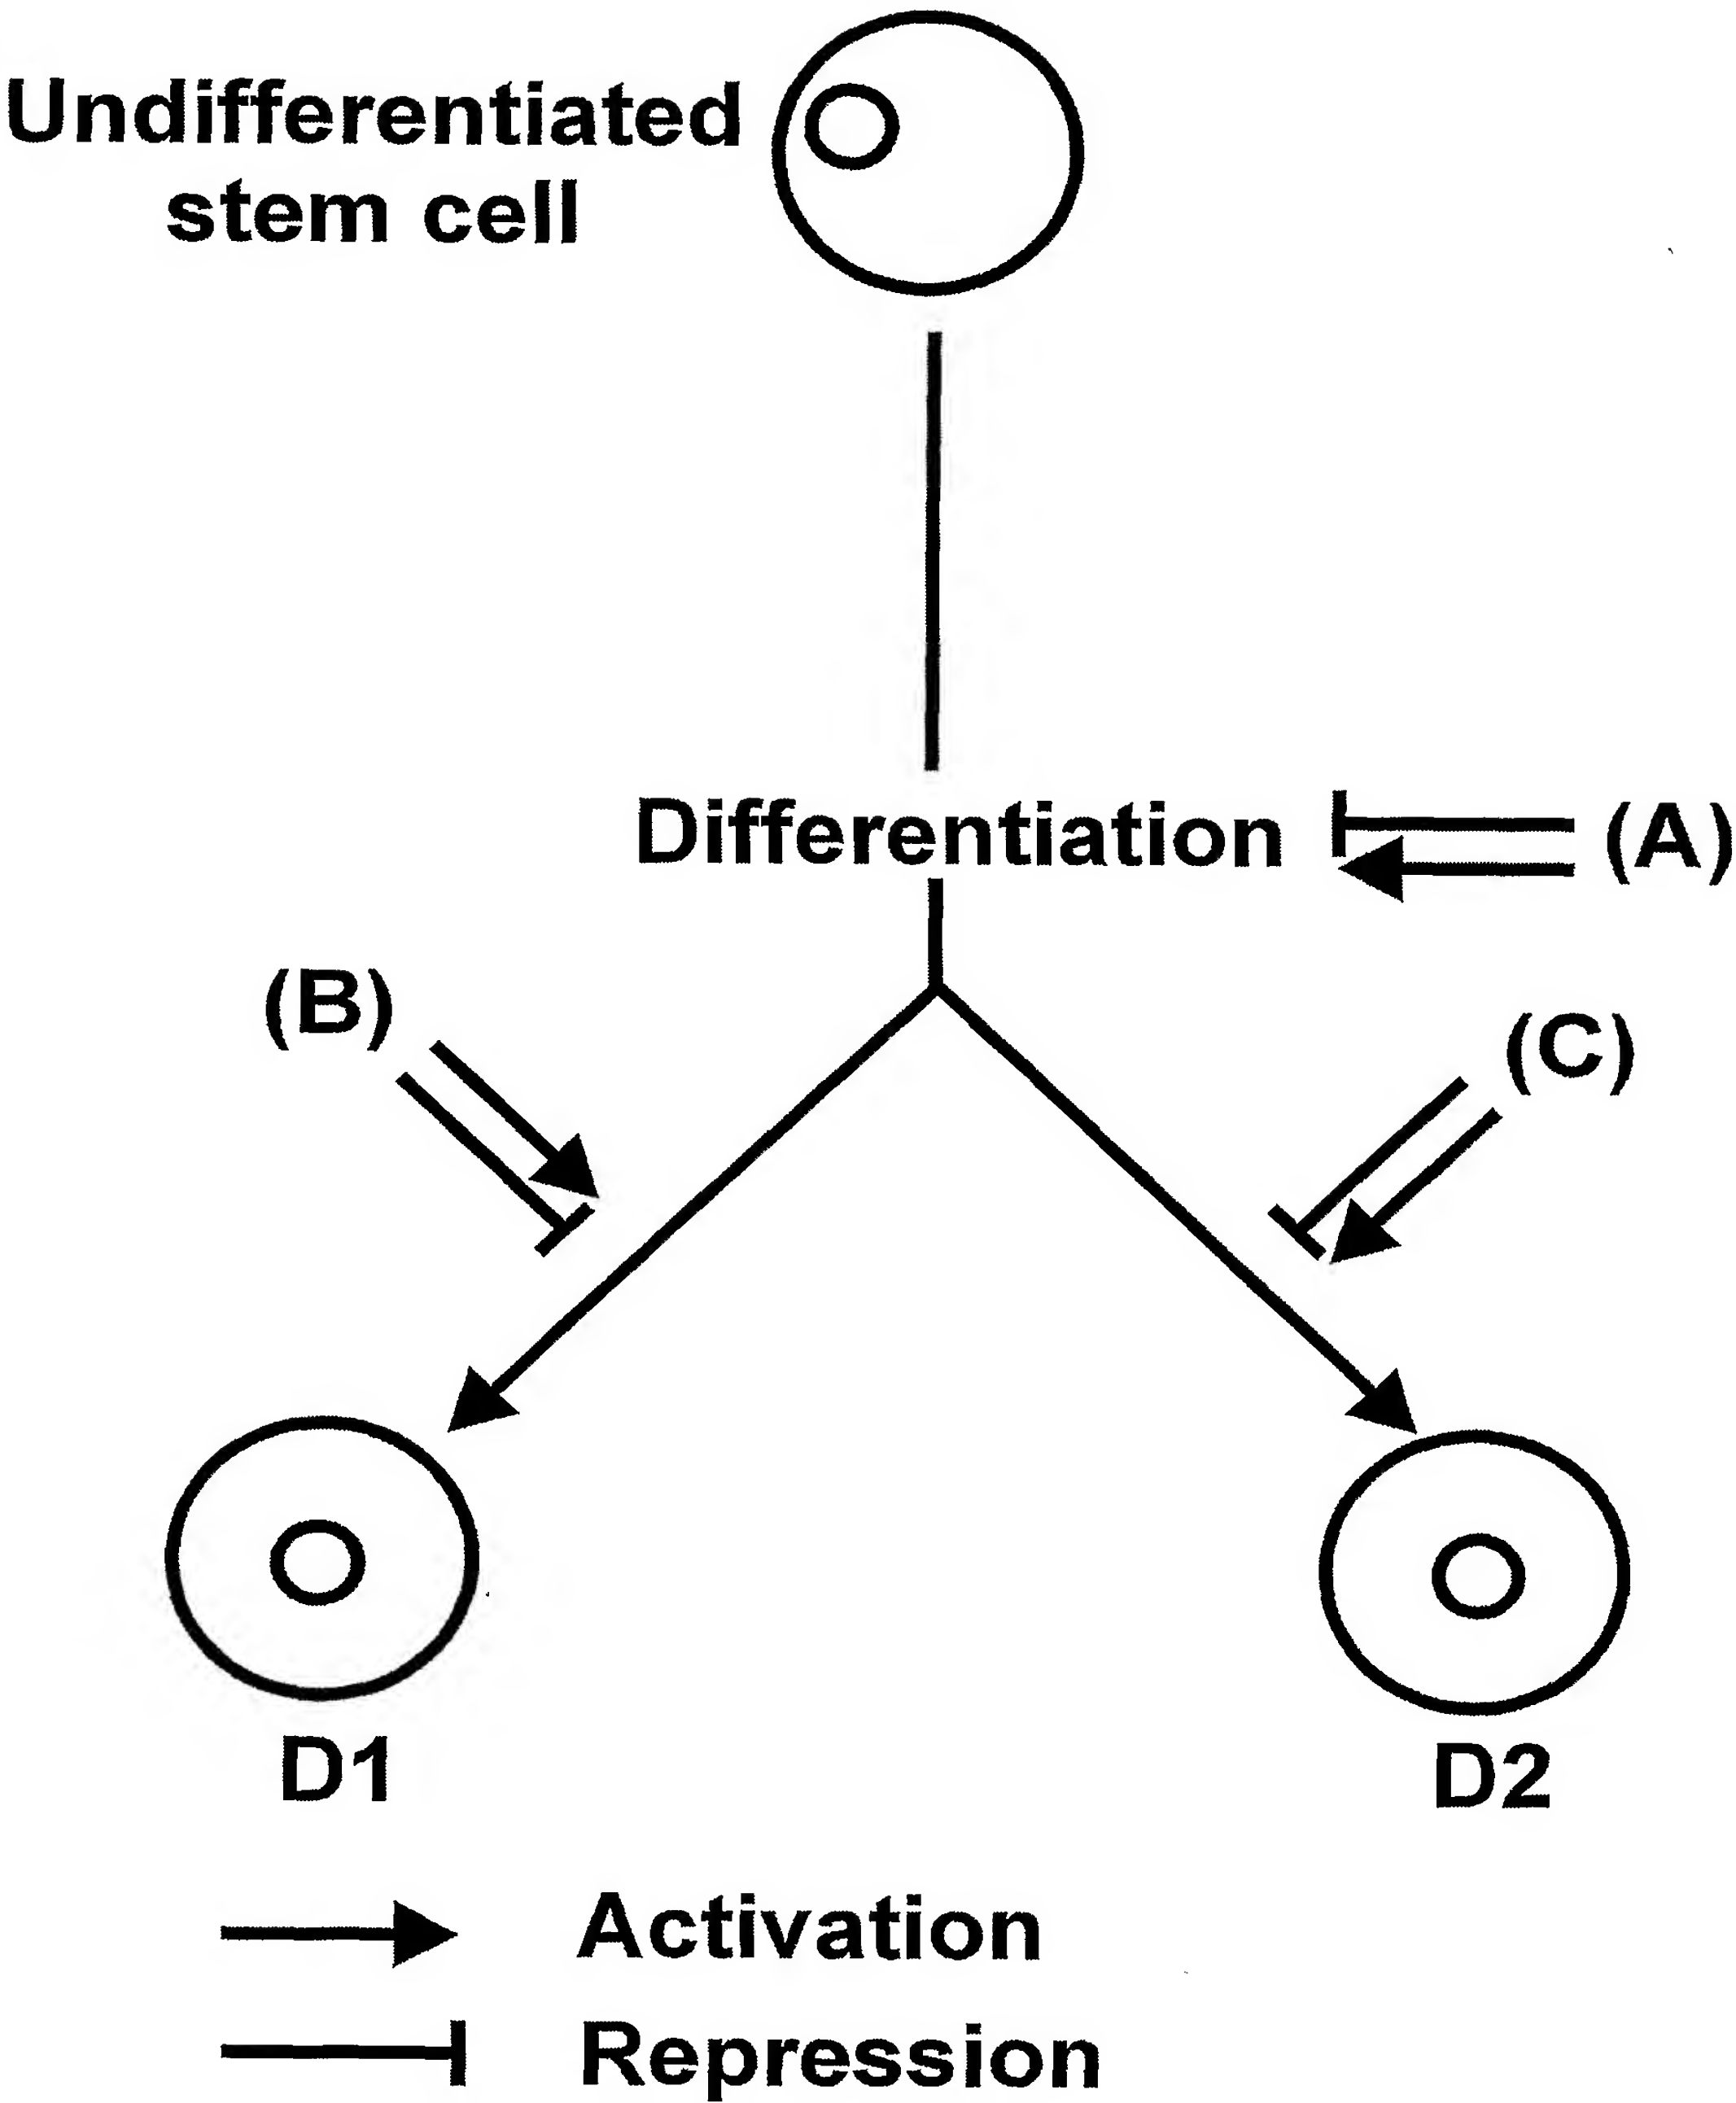 Undifferentiated
stem cell
Differentiation
(A)
(B)
(C)
D1
D2
Activation
Repression